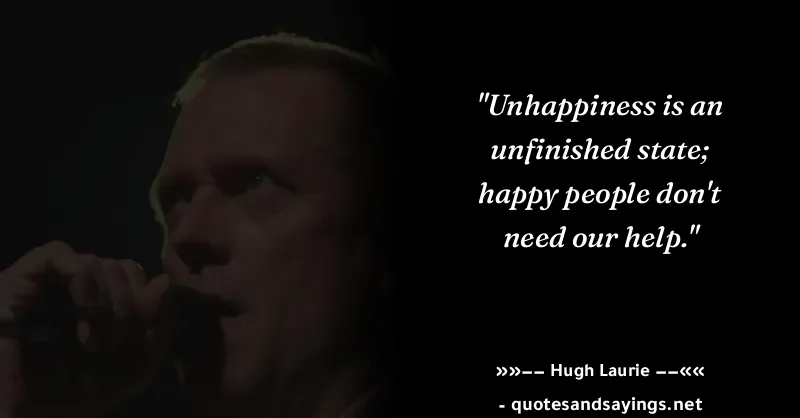 "Unhappiness is an
unfinished state;
happy people don't
need our help."
»»−− Hugh Laurie −−««
- quotesandsayings.net